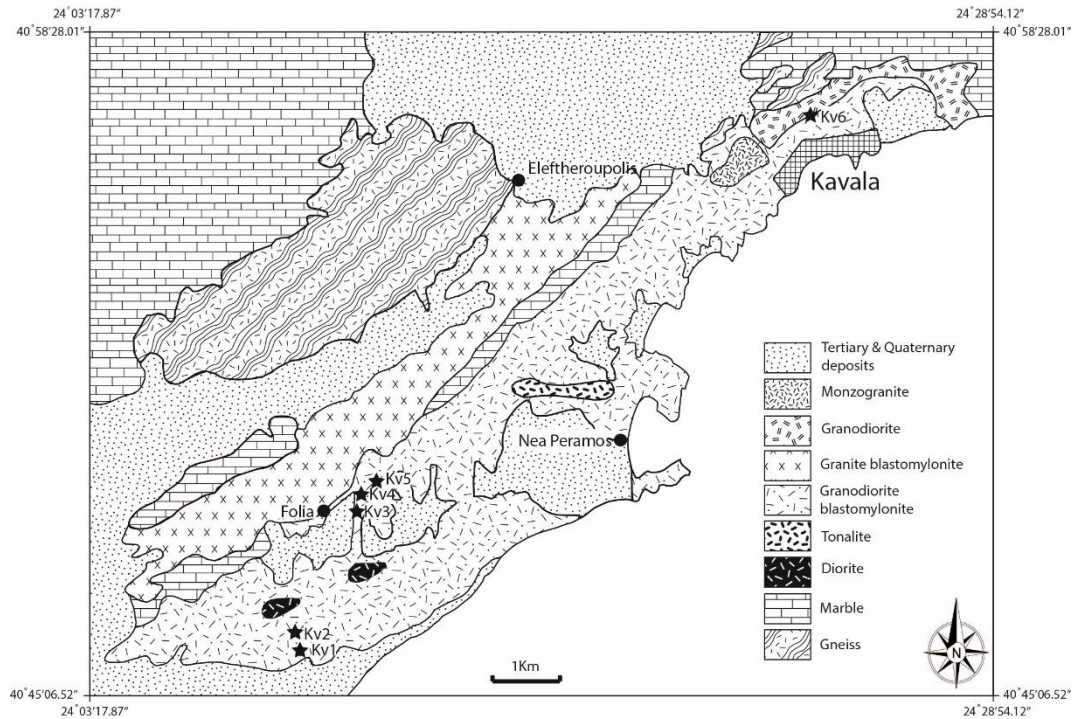 24°03'17.87"
24°28'54.12"
40°58'28.01"
40°58'28.01"
Kv6
Eleftheroupolis
Kavala
Tertiary & Quaternary
deposits
Monzogranite
Granodiorite
Nea Peramos
Granite blastomylonite
Kv5
Kv4
Granodiorite
blastomylonite
Folia
Kv3
Tonalite
Diorite
Marble
Kv2
Gneiss
Kv1
N
1Km
40°45'06.52"
40°45'06.52"
24°03'17.87"
24°28'54.12"